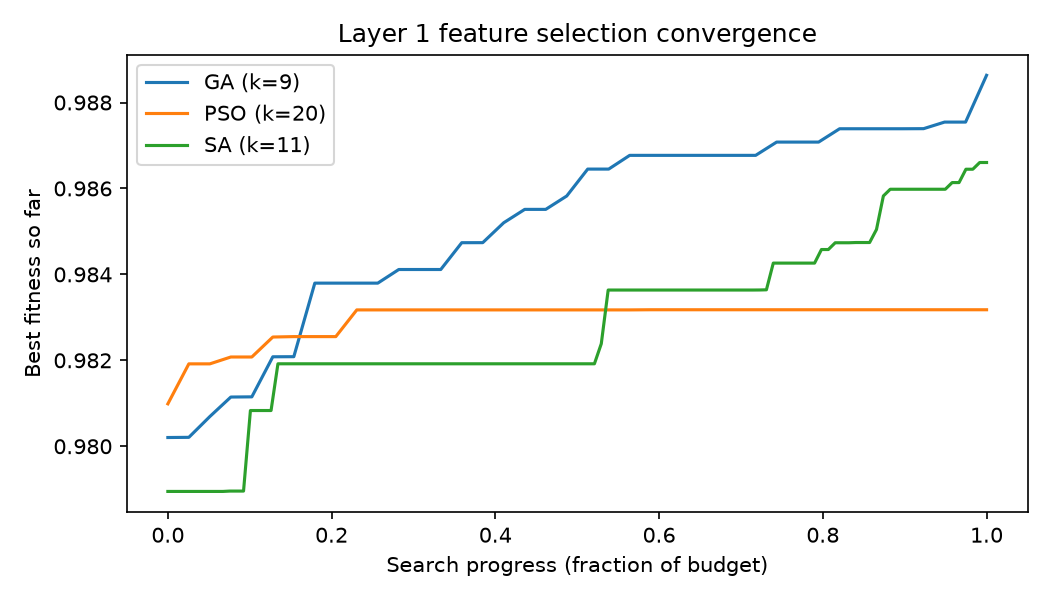 Layer 1 feature selection convergence
GA (k=9)
PSO (k=20)
SA (k=11)
Best fitness so far
0.988
0.986
0.984
0.982
0.980
0.0 0.2 0.4 0.6 0.8 1.0
Search progress (fraction of budget)